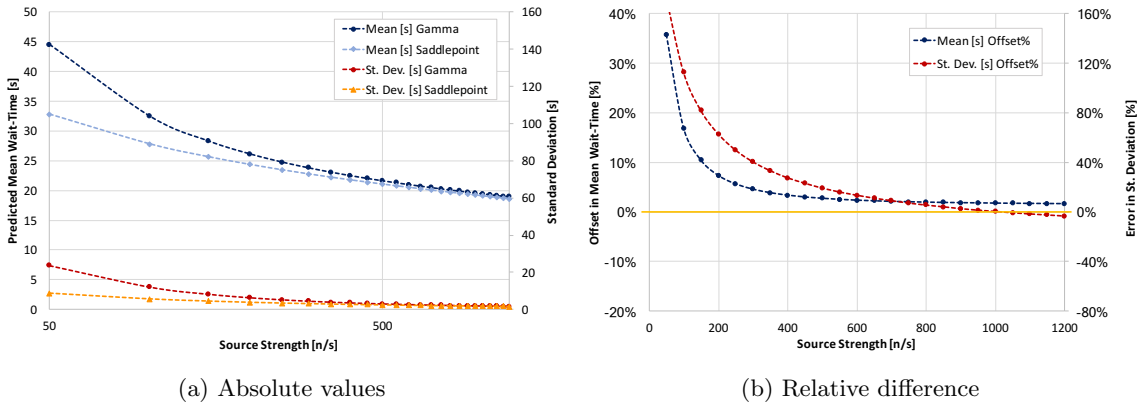 50
45
40
35
30
25
20
15
10
5
0
Predicted Mean Wait-Time [s]
160
140
120
100
80
60
40
20
0
Standard Deviation [s]
Mean [s] Gamma
Mean [s] Saddlepoint
St. Dev. [s] Gamma
St. Dev. [s] Saddlepoint
50 500
Source Strength [n/s]
(a) Absolute values
40%
30%
20%
10%
0%
-10%
-20%
Offset in Mean Wait-Time [%]
160%
120%
80%
40%
0%
-40%
-80%
Error in St. Deviation [%]
Mean [s] Offset%
St. Dev. [s] Offset%
0 200 400 600 800 1000 1200
Source Strength [n/s]
(b) Relative difference